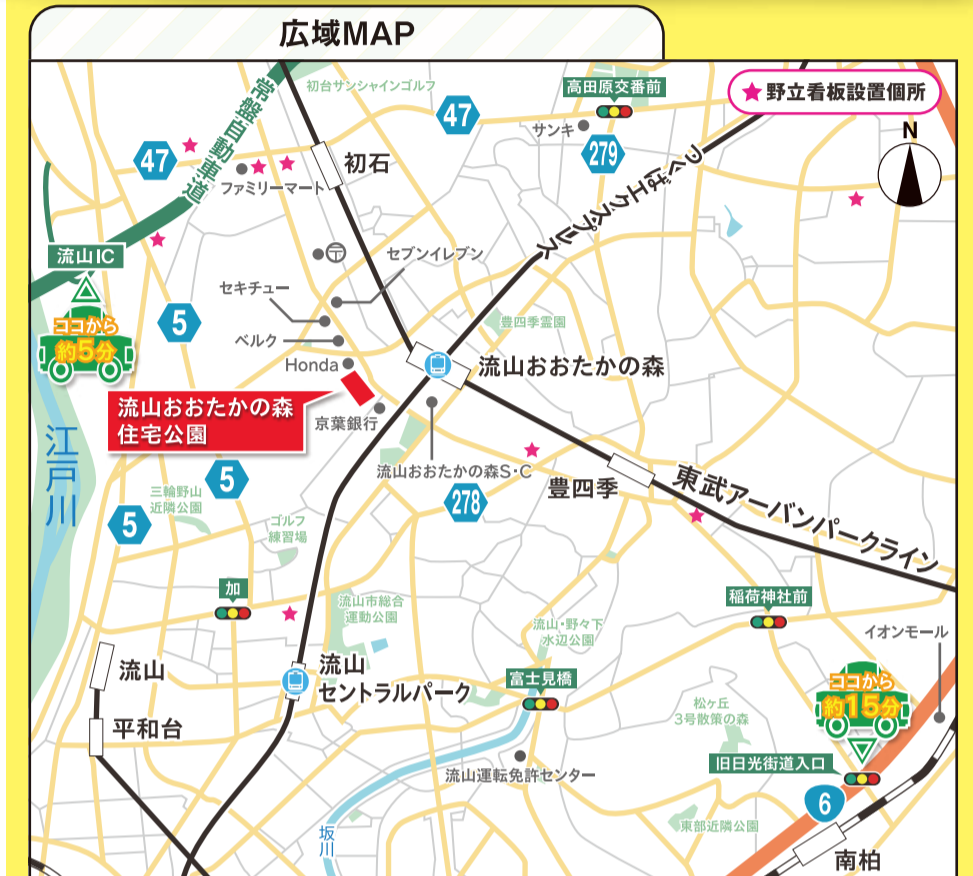 広域MAP
初台サンシャインゴルフ
高田原交番前
★野立看板設置個所
常盤自動車道
47
サンキ
279
つくばエクスプレス
N
47
ファミリーマート
初石
流山IC
〒
セブンイレブン
セキチュー
ココから
約5分
5
ベルク
豊四季霊園
Honda
流山おおたかの森
流山おおたかの森
住宅公園
京葉銀行
江戸川
流山おおたかの森S・C
豊四季
東武アーバンパークライン
5
278
三輪野山
近隣公園
5
ゴルフ
練習場
加
流山市総合
運動公園
稲荷神社前
流山・野々下
水辺公園
イオンモール
流山
流山
セントラルパーク
富士見橋
ココから
約15分
平和台
松ヶ丘
3号散策の森
流山運転免許センター
旧日光街道入口
6
坂川
東部近隣公園
南柏